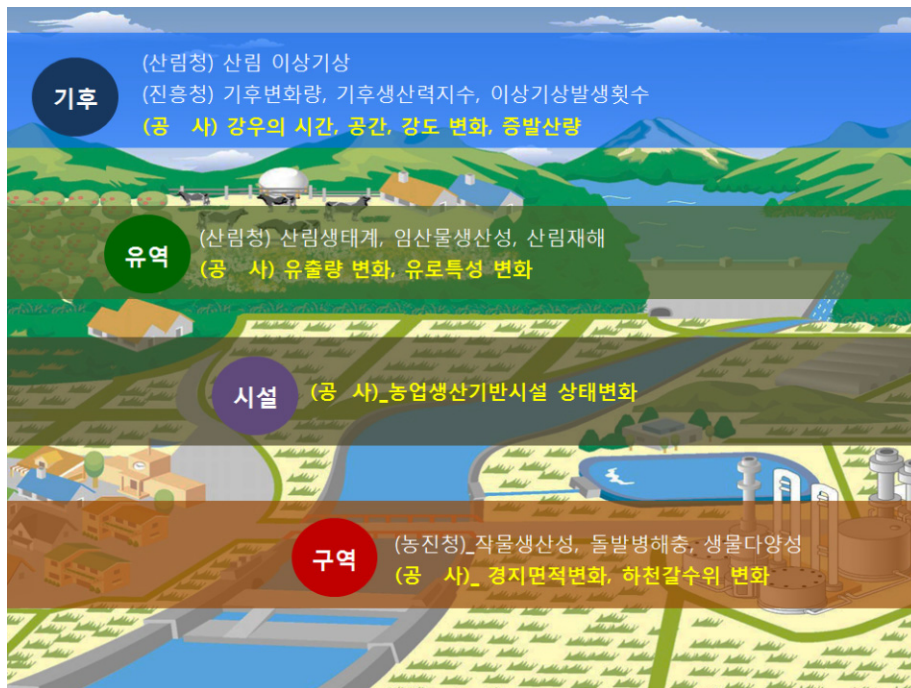 기후
(산림청) 산림 이상기상
(진흥청) 기후변화량, 기후생산력지수, 이상기상발생횟수
(공 사) 강우의 시간, 공간, 강도 변화, 증발산량
유역
(산림청) 산림생태계, 임산물생산성, 산림재해
(공 사) 유출량 변화, 유로특성 변화
시설
(공 사)_농업생산기반시설 상태변화
구역
(농진청)_작물생산성, 돌발병해충, 생물다양성
(공 사)_ 경지면적변화, 하천갈수위 변화